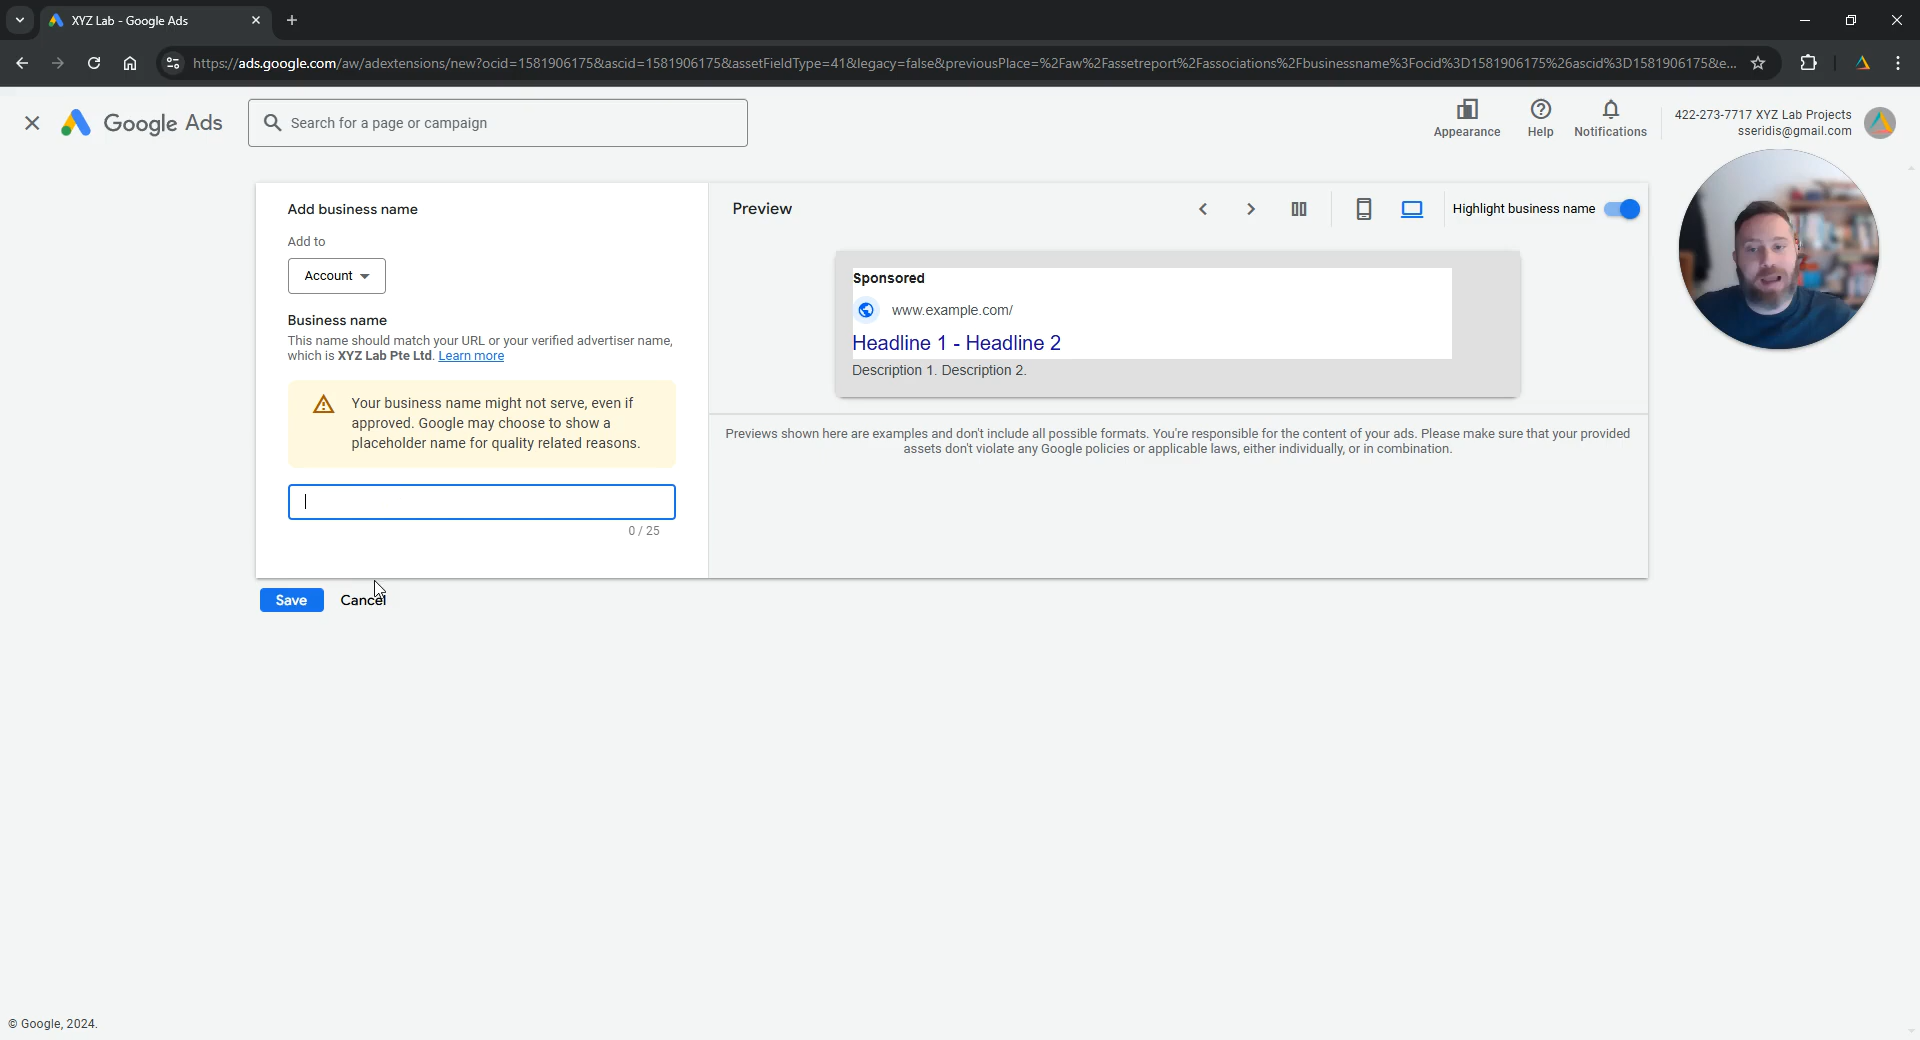 XYZ Lab - Google Ads
https://ads.google.com/aw/adextensions/new?ocid=1581906175&ascid=1581906175&assetFieldType=41&legacy=false&previousPlace=%2Faw%2Fassetreport%2Fassociations%2Fbusinessname%3Focid%3D1581906175%26ascid%3D1581906175&e...
Google Ads
Search for a page or campaign
Appearance
Help
Notifications
422-273-7717 XYZ Lab Projects
sseridis@gmail.com
Add business name
Add to
Account
Business name
This name should match your URL or your verified advertiser name,
which is XYZ Lab Pte Ltd. Learn more
Your business name might not serve, even if
approved. Google may choose to show a
placeholder name for quality related reasons.
0 / 25
Save
Cancel
Preview
Highlight business name
Sponsored
www.example.com/
Headline 1 - Headline 2
Description 1. Description 2.
Previews shown here are examples and don't include all possible formats. You're responsible for the content of your ads. Please make sure that your provided
assets don't violate any Google policies or applicable laws, either individually, or in combination.
© Google, 2024.